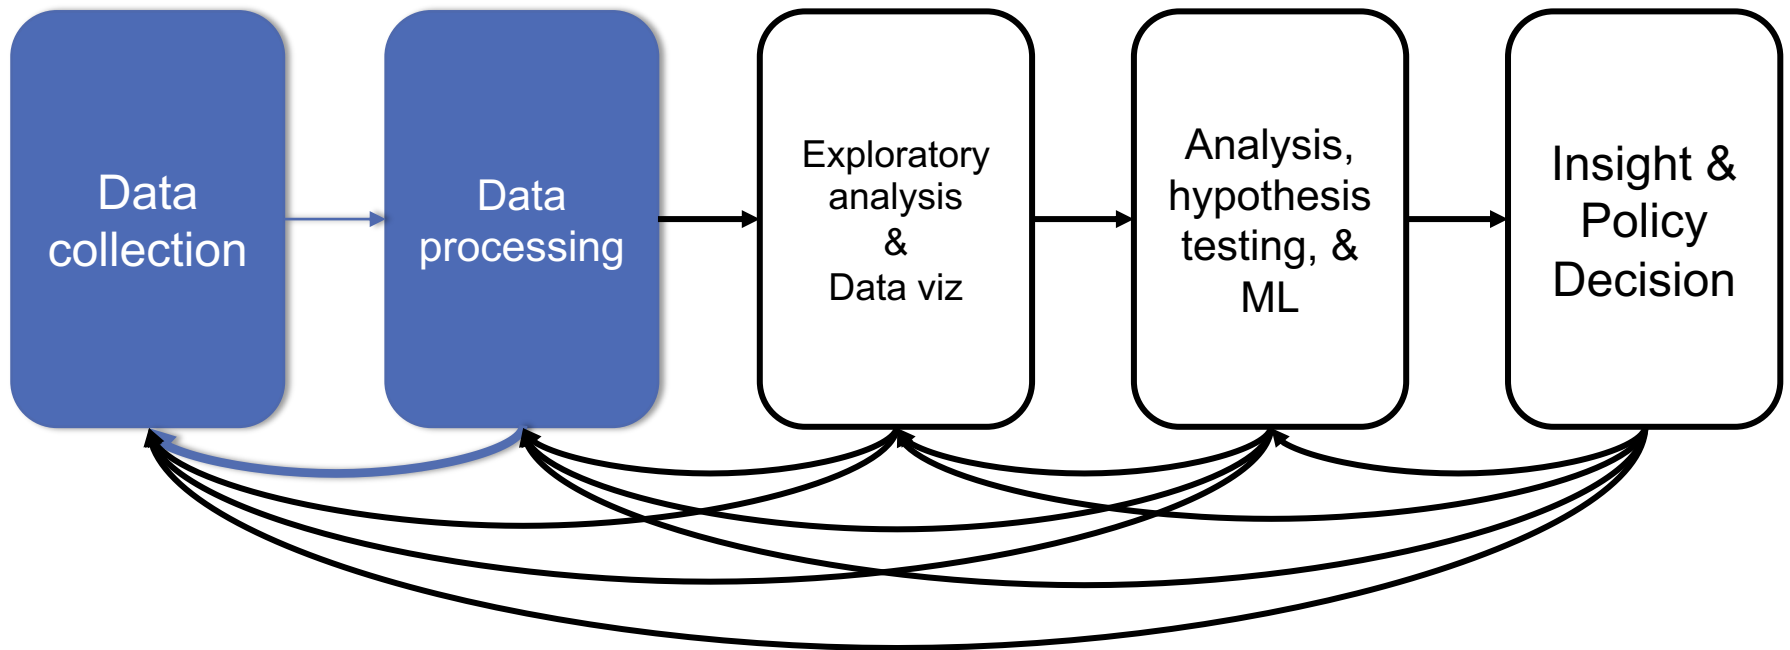 Data
collection
Data
processing
Exploratory
analysis
&
Data viz
Analysis,
hypothesis
testing, &
ML
Insight &
Policy
Decision